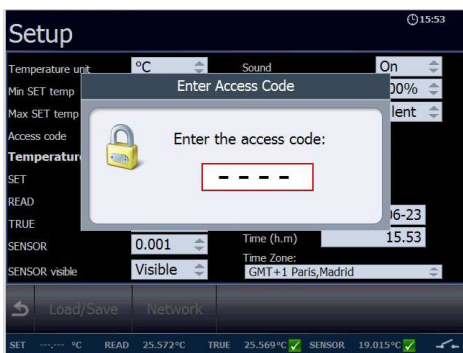 15:53
Setup
Temperature unit °C Sound On
Min SET temp 00%
Max SET temp lent
Access code
Temperatur
SET
READ 06-23
TRUE Time (h.m) 15.53
SENSOR 0.001 Time Zone:
SENSOR visible Visible GMT+1 Paris,Madrid
Enter Access Code
Enter the access code:
– – – –
Load/Save Network
SET ---.--- °C READ 25.572°C TRUE 25.569°C SENSOR 19.015°C